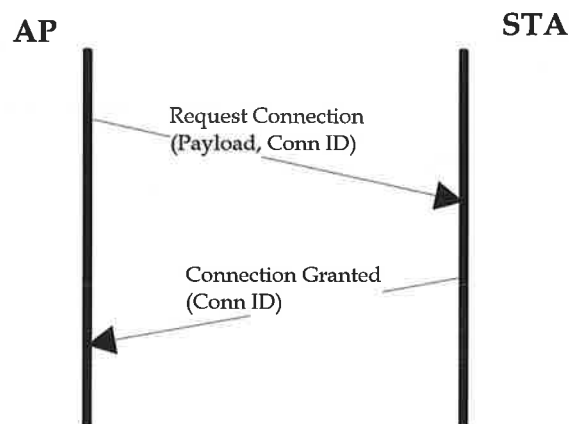 AP
STA
Request Connection
(Payload, Conn ID)
Connection Granted
(Conn ID)